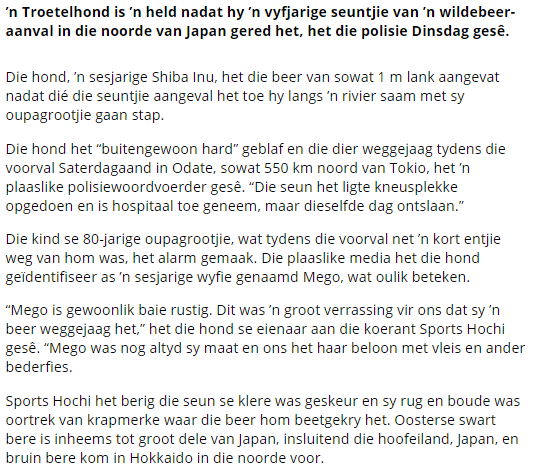 ’n Troetelhond is ’n held nadat hy ’n vyfjarige seuntjie van ’n wildebeer-
aanval in die noorde van Japan gered het, het die polisie Dinsdag gesê.
Die hond, ’n sesjarige Shiba Inu, het die beer van sowat 1 m lank aangevat
nadat dié die seuntjie aangeval het toe hy langs ’n rivier saam met sy
oupagrootjie gaan stap.
Die hond het “buitengewoon hard” geblaf en die dier weggejaag tydens die
voorval Saterdagaand in Odate, sowat 550 km noord van Tokio, het ’n
plaaslike polisiewoordvoerder gesê. “Die seun het ligte kneusplekke
opgedoen en is hospitaal toe geneem, maar dieselfde dag ontslaan.”
Die kind se 80-jarige oupagrootjie, wat tydens die voorval net ’n kort entjie
weg van hom was, het alarm gemaak. Die plaaslike media het die hond
geïdentifiseer as ’n sesjarige wyfie genaamd Mego, wat oulik beteken.
“Mego is gewoonlik baie rustig. Dit was ’n groot verrassing vir ons dat sy ’n
beer weggejaag het,” het die hond se eienaar aan die koerant Sports Hochi
gesê. “Mego was nog altyd sy maat en ons het haar beloon met vleis en ander
bederfies.
Sports Hochi het berig die seun se klere was geskeur en sy rug en boude was
oortrek van krapmerke waar die beer hom beetgekry het. Oosterse swart
bere is inheems tot groot dele van Japan, insluitend die hoofeiland, Japan, en
bruin bere kom in Hokkaido in die noorde voor.